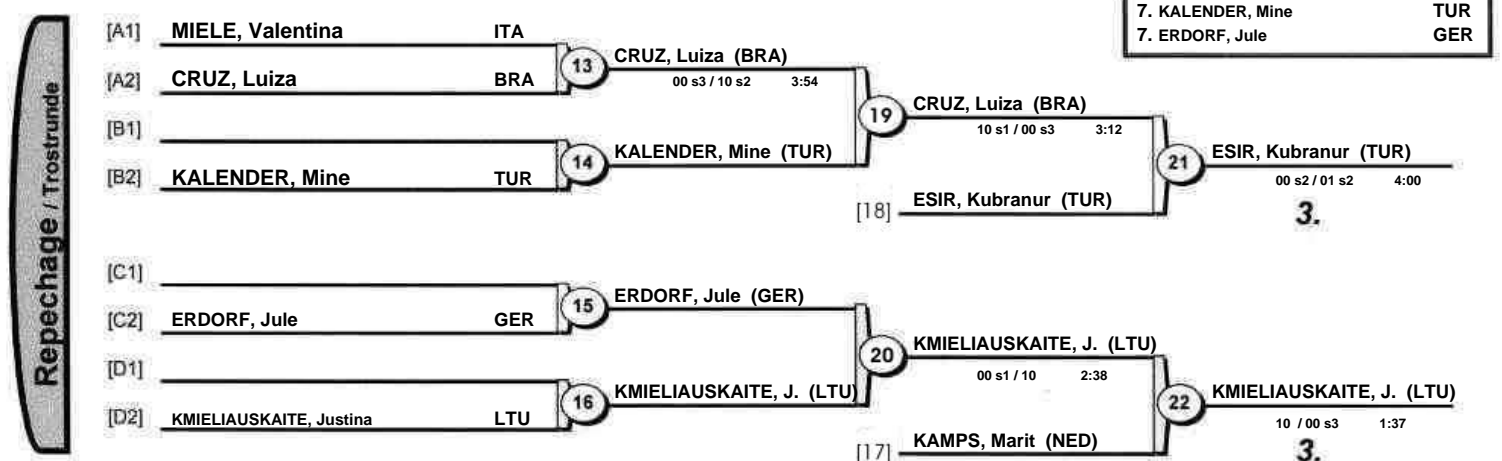 7. KALENDER, Mine TUR
7. ERDORF, Jule GER
Repechage / Trostrunde
[A1] MIELE, Valentina ITA
[A2] CRUZ, Luiza BRA
13
CRUZ, Luiza (BRA)
00 s3 / 10 s2 3:54
[B1]
[B2] KALENDER, Mine TUR
14
KALENDER, Mine (TUR)
19
CRUZ, Luiza (BRA)
10 s1 / 00 s3 3:12
[18] ESIR, Kubranur (TUR)
21
ESIR, Kubranur (TUR)
00 s2 / 01 s2 4:00
3.
[C1]
[C2] ERDORF, Jule GER
15
ERDORF, Jule (GER)
[D1]
[D2] KMIELIAUSKAITE, Justina LTU
16
KMIELIAUSKAITE, J. (LTU)
20
KMIELIAUSKAITE, J. (LTU)
00 s1 / 10 2:38
[17] KAMPS, Marit (NED)
22
KMIELIAUSKAITE, J. (LTU)
10 / 00 s3 1:37
3.